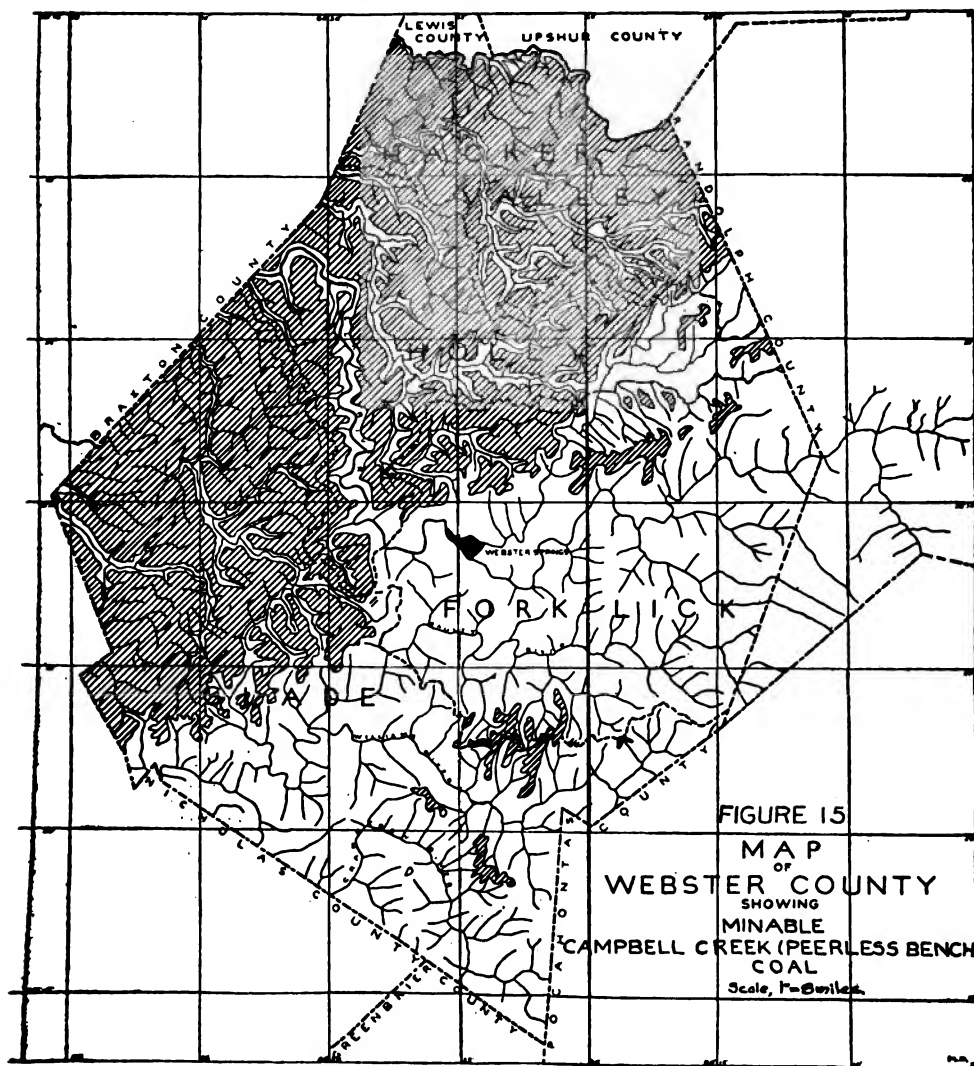 LEWIS
COUNTY
UPSHUR COUNTY
RANDOLPH COUNTY
HACKER
VALLEY
BRAXTON COUNTY
HOLLY
WEBSTER SPRINGS
FORK LICK
GLADE
NICHOLAS COUNTY
GREENBRIER COUNTY
POCAHONTAS COUNTY
FIGURE 15
MAP
OF
WEBSTER COUNTY
SHOWING
MINABLE
CAMPBELL CREEK (PEERLESS BENCH
COAL
Scale, 1"=8 miles.